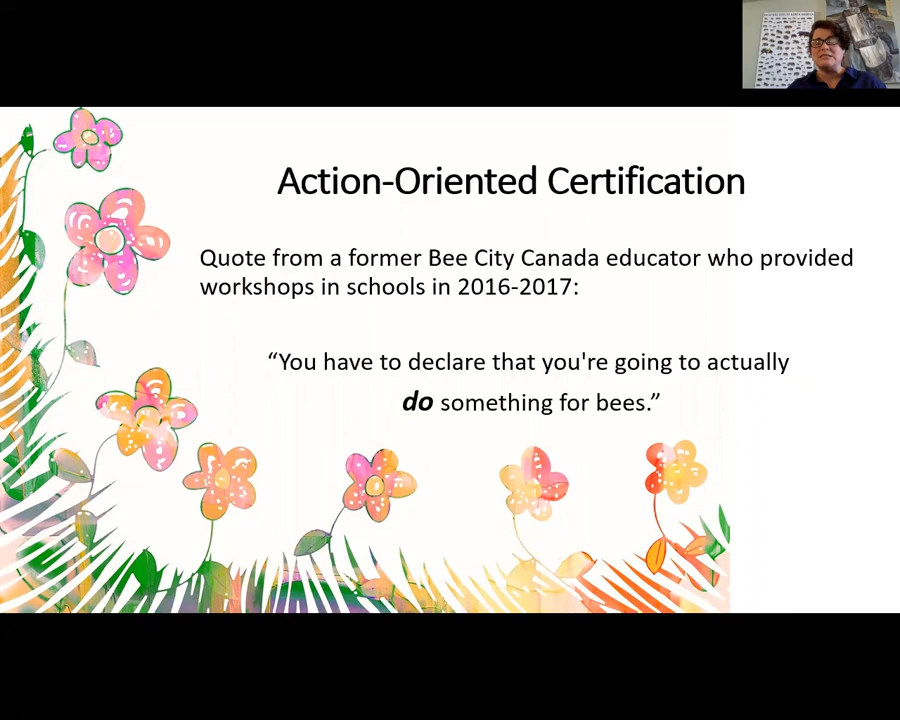 Action-Oriented Certification
Quote from a former Bee City Canada educator who provided
workshops in schools in 2016-2017:
“You have to declare that you're going to actually
do something for bees.”